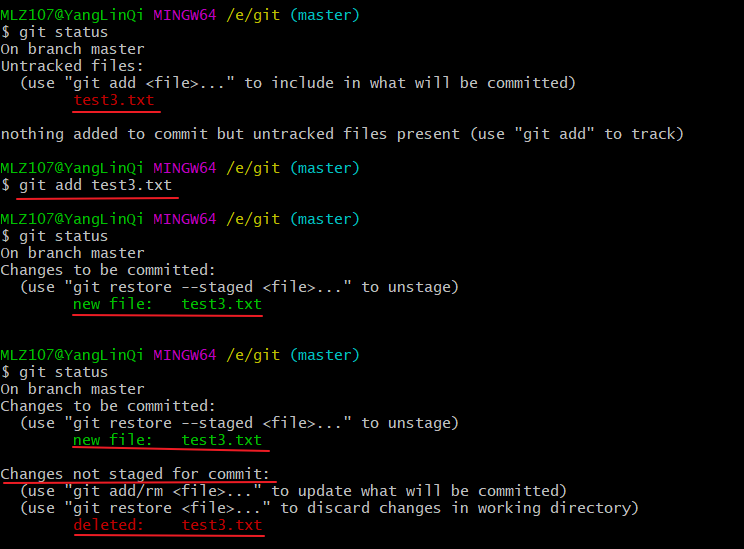 MLZ107@YangLinQi MINGW64 /e/git (master)
$ git status
On branch master
Untracked files:
  (use "git add <file>..." to include in what will be committed)
        test3.txt

nothing added to commit but untracked files present (use "git add" to track)

MLZ107@YangLinQi MINGW64 /e/git (master)
$ git add test3.txt

MLZ107@YangLinQi MINGW64 /e/git (master)
$ git status
On branch master
Changes to be committed:
  (use "git restore --staged <file>..." to unstage)
        new file:   test3.txt


MLZ107@YangLinQi MINGW64 /e/git (master)
$ git status
On branch master
Changes to be committed:
  (use "git restore --staged <file>..." to unstage)
        new file:   test3.txt

Changes not staged for commit:
  (use "git add/rm <file>..." to update what will be committed)
  (use "git restore <file>..." to discard changes in working directory)
        deleted:    test3.txt